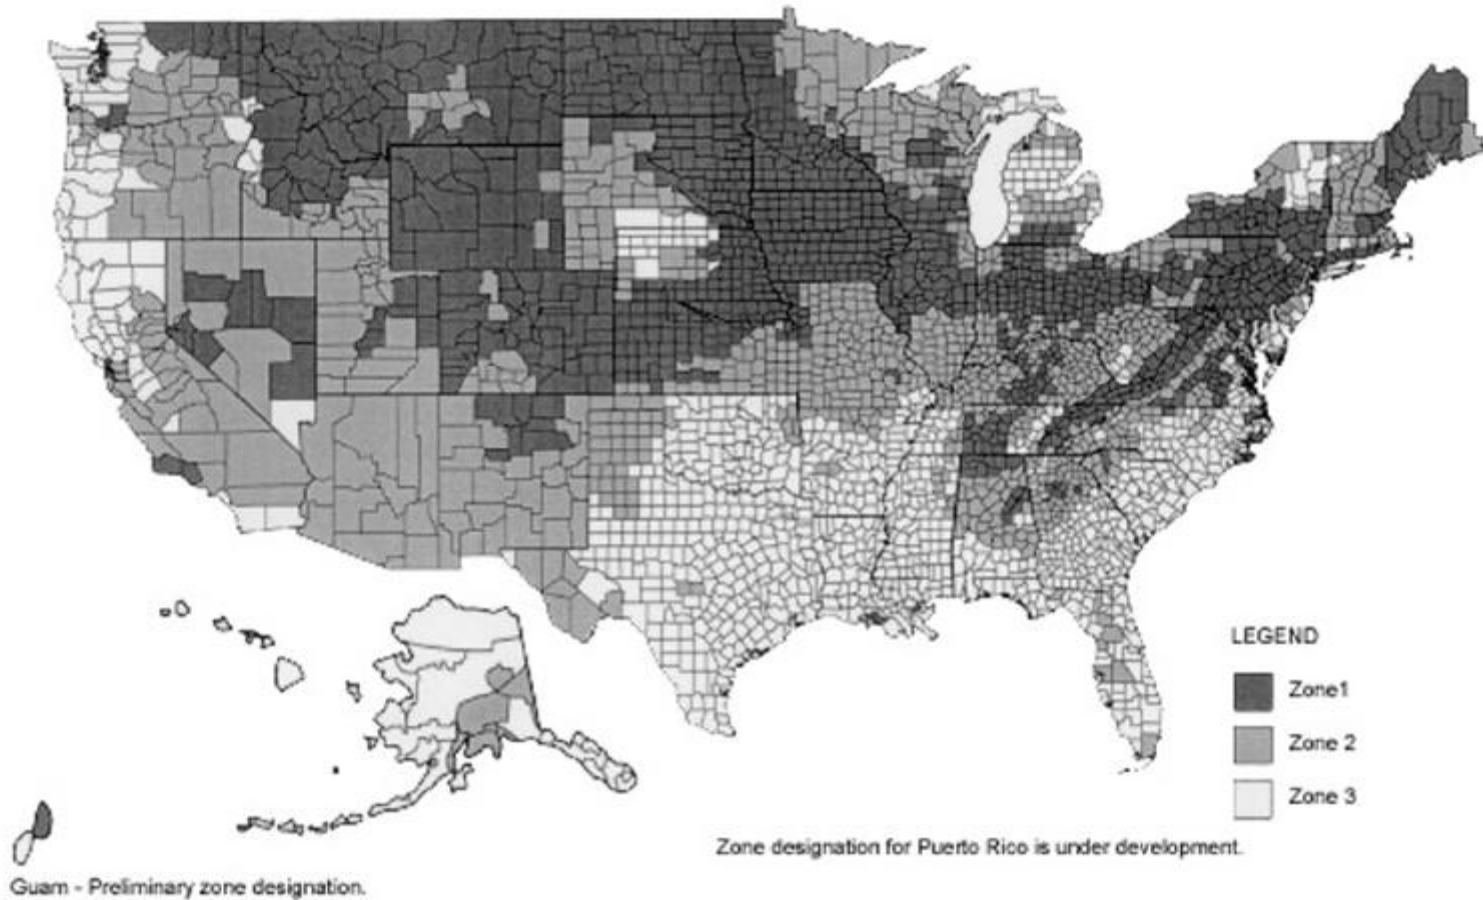 LEGEND
Zone1
Zone 2
Zone 3
Zone designation for Puerto Rico is under development.
Guam - Preliminary zone designation.